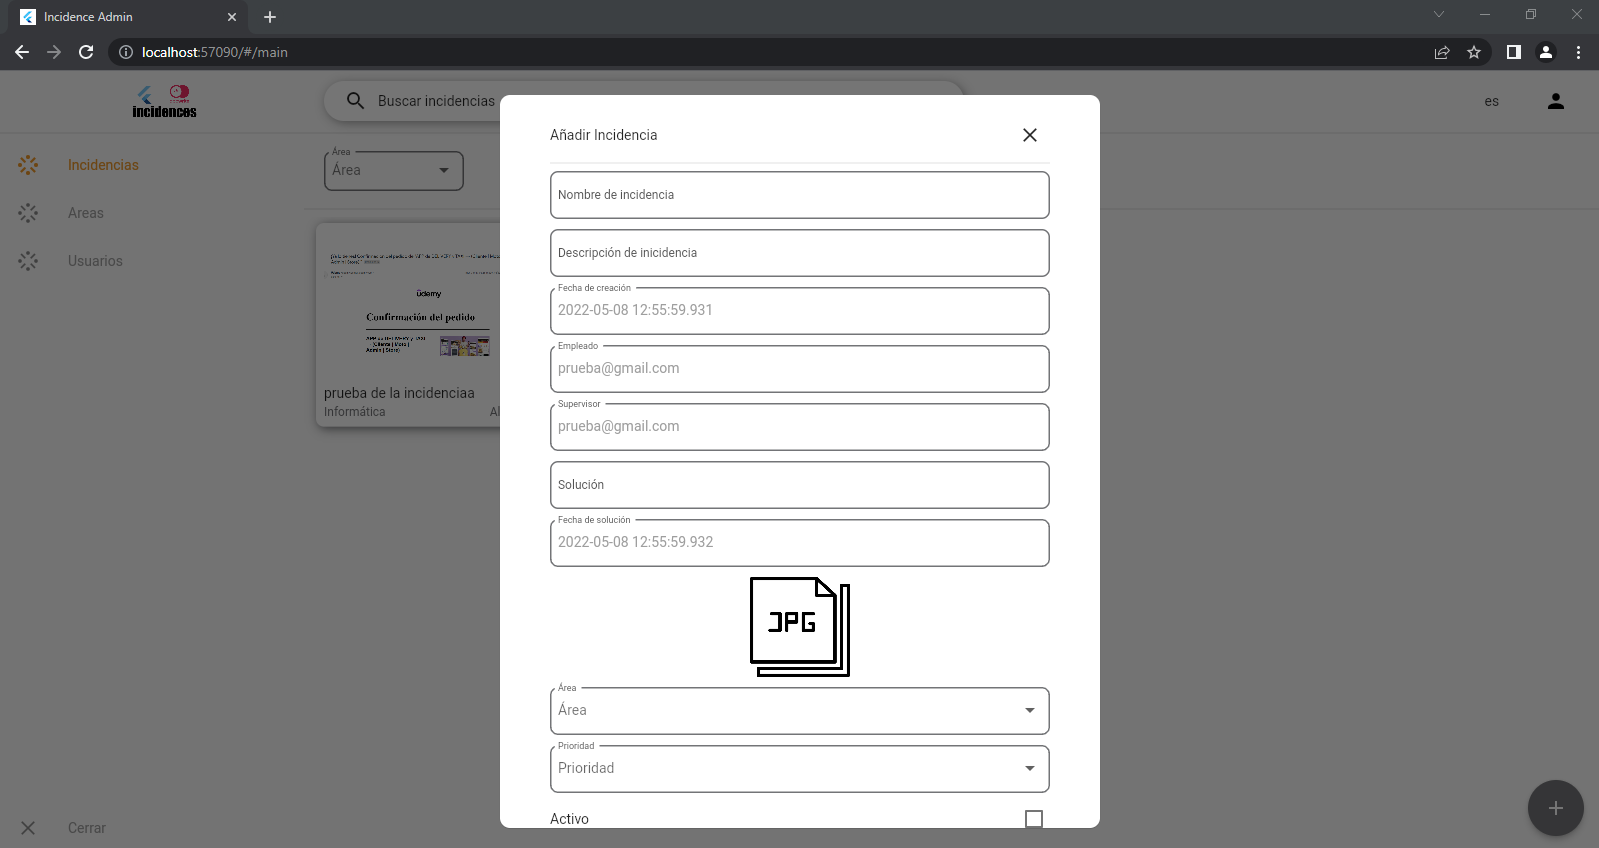 Incidence Admin
localhost:57090/#/main
incidences
Buscar incidencias
es
Incidencias
Areas
Usuarios
Cerrar
Área
Área
ûdemy
Confirmación del pedido
Admin | Store)
prueba de la incidenciaa
Informática
Al
Añadir Incidencia
Nombre de incidencia
Descripción de inicidencia
Fecha de creación
2022-05-08 12:55:59.931
Empleado
prueba@gmail.com
Supervisor
prueba@gmail.com
Solución
Fecha de solución
2022-05-08 12:55:59.932
JPG
Área
Área
Prioridad
Prioridad
Activo